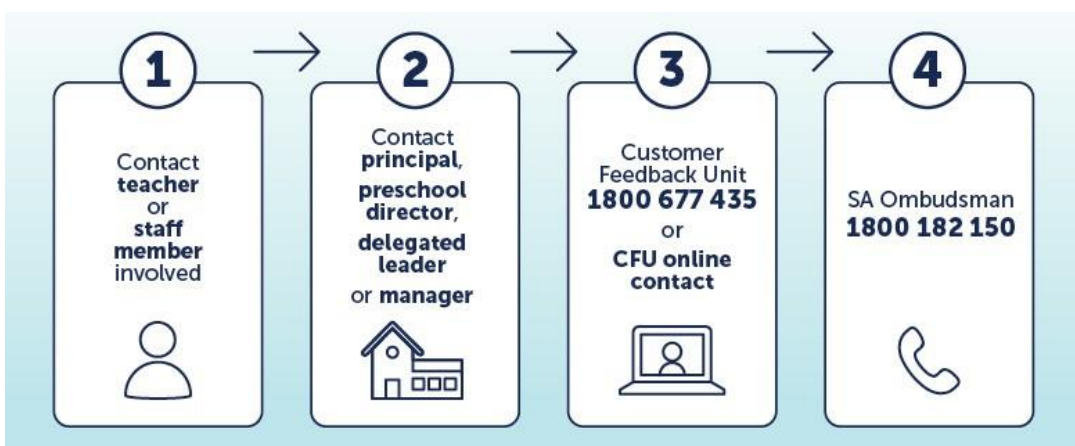 1
Contact
teacher
or
staff
member
involved
2
Contact
principal,
preschool
director,
delegated
leader
or manager
3
Customer
Feedback Unit
1800 677 435
or
CFU online
contact
4
SA Ombudsman
1800 182 150